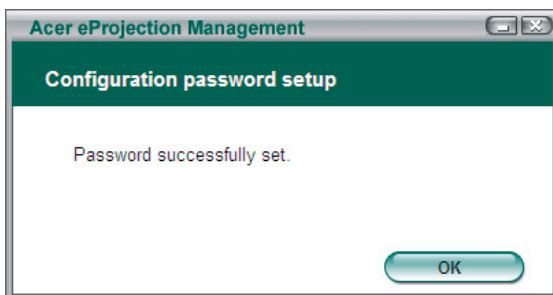 Acer eProjection Management
Configuration password setup
Password successfully set.
OK